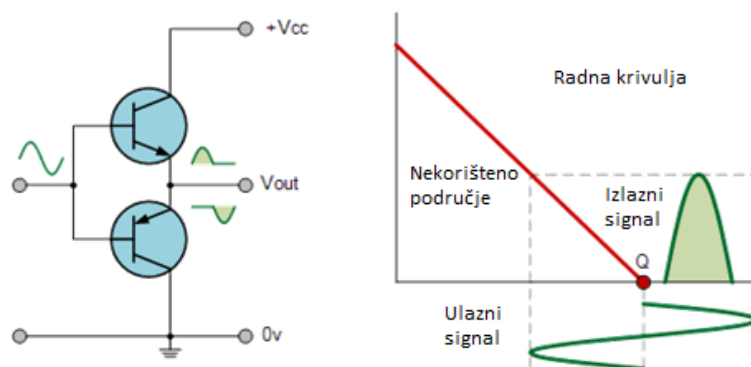 +Vcc
Vout
0v
Radna krivulja
Nekorišteno
područje
Izlazni
signal
Q
Ulazni
signal